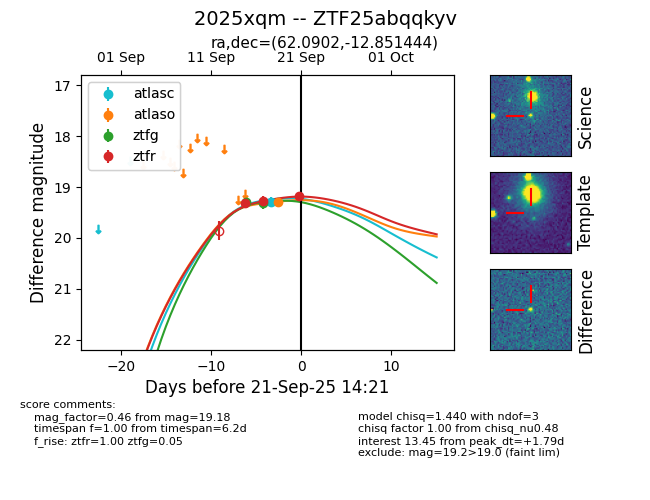 2025xqm -- ZTF25abqqkyv
ra,dec=(62.0902,-12.851444)
01 Sep 11 Sep 21 Sep 01 Oct
17
18
19
20
21
22
Difference magnitude
atlasc
atlaso
ztfg
ztfr
−20 −10 0 10
Days before 21-Sep-25 14:21
Science
Template
Difference
score comments:
mag_factor=0.46 from mag=19.18
timespan f=1.00 from timespan=6.2d
f_rise: ztfr=1.00 ztfg=0.05
model chisq=1.440 with ndof=3
chisq factor 1.00 from chisq_nu0.48
interest 13.45 from peak_dt=+1.79d
exclude: mag=19.2>19.0 (faint lim)